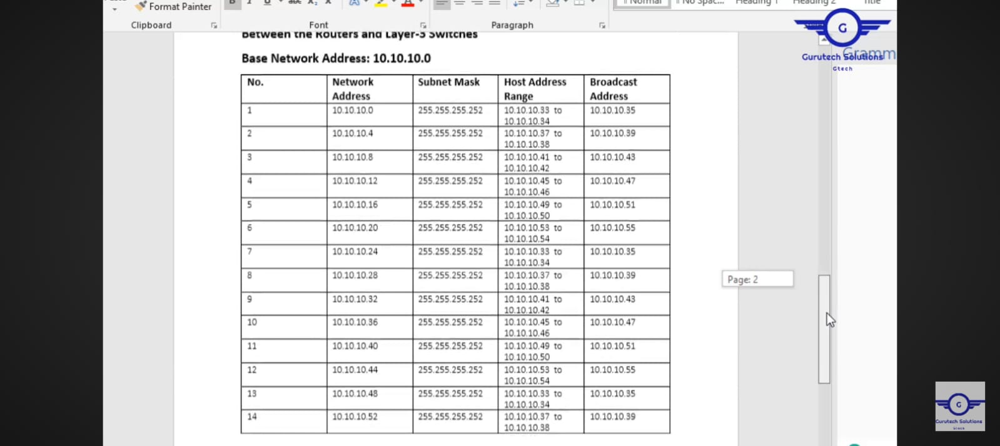 Format Painter
Normal
No Spac...
Heading 1
Heading 2
Title
Clipboard
Font
Paragraph
G
Gurutech Solutions
Gtech
Gramm
Between the Routers and Layer-3 Switches
Base Network Address: 10.10.10.0
No. Network Address Subnet Mask Host Address Range Broadcast Address
1 10.10.10.0 255.255.255.252 10.10.10.33 to 10.10.10.34 10.10.10.35
2 10.10.10.4 255.255.255.252 10.10.10.37 to 10.10.10.38 10.10.10.39
3 10.10.10.8 255.255.255.252 10.10.10.41 to 10.10.10.42 10.10.10.43
4 10.10.10.12 255.255.255.252 10.10.10.45 to 10.10.10.46 10.10.10.47
5 10.10.10.16 255.255.255.252 10.10.10.49 to 10.10.10.50 10.10.10.51
6 10.10.10.20 255.255.255.252 10.10.10.53 to 10.10.10.54 10.10.10.55
7 10.10.10.24 255.255.255.252 10.10.10.33 to 10.10.10.34 10.10.10.35
8 10.10.10.28 255.255.255.252 10.10.10.37 to 10.10.10.38 10.10.10.39
9 10.10.10.32 255.255.255.252 10.10.10.41 to 10.10.10.42 10.10.10.43
10 10.10.10.36 255.255.255.252 10.10.10.45 to 10.10.10.46 10.10.10.47
11 10.10.10.40 255.255.255.252 10.10.10.49 to 10.10.10.50 10.10.10.51
12 10.10.10.44 255.255.255.252 10.10.10.53 to 10.10.10.54 10.10.10.55
13 10.10.10.48 255.255.255.252 10.10.10.33 to 10.10.10.34 10.10.10.35
14 10.10.10.52 255.255.255.252 10.10.10.37 to 10.10.10.38 10.10.10.39
Page: 2
G
Gurutech Solutions
Gtech